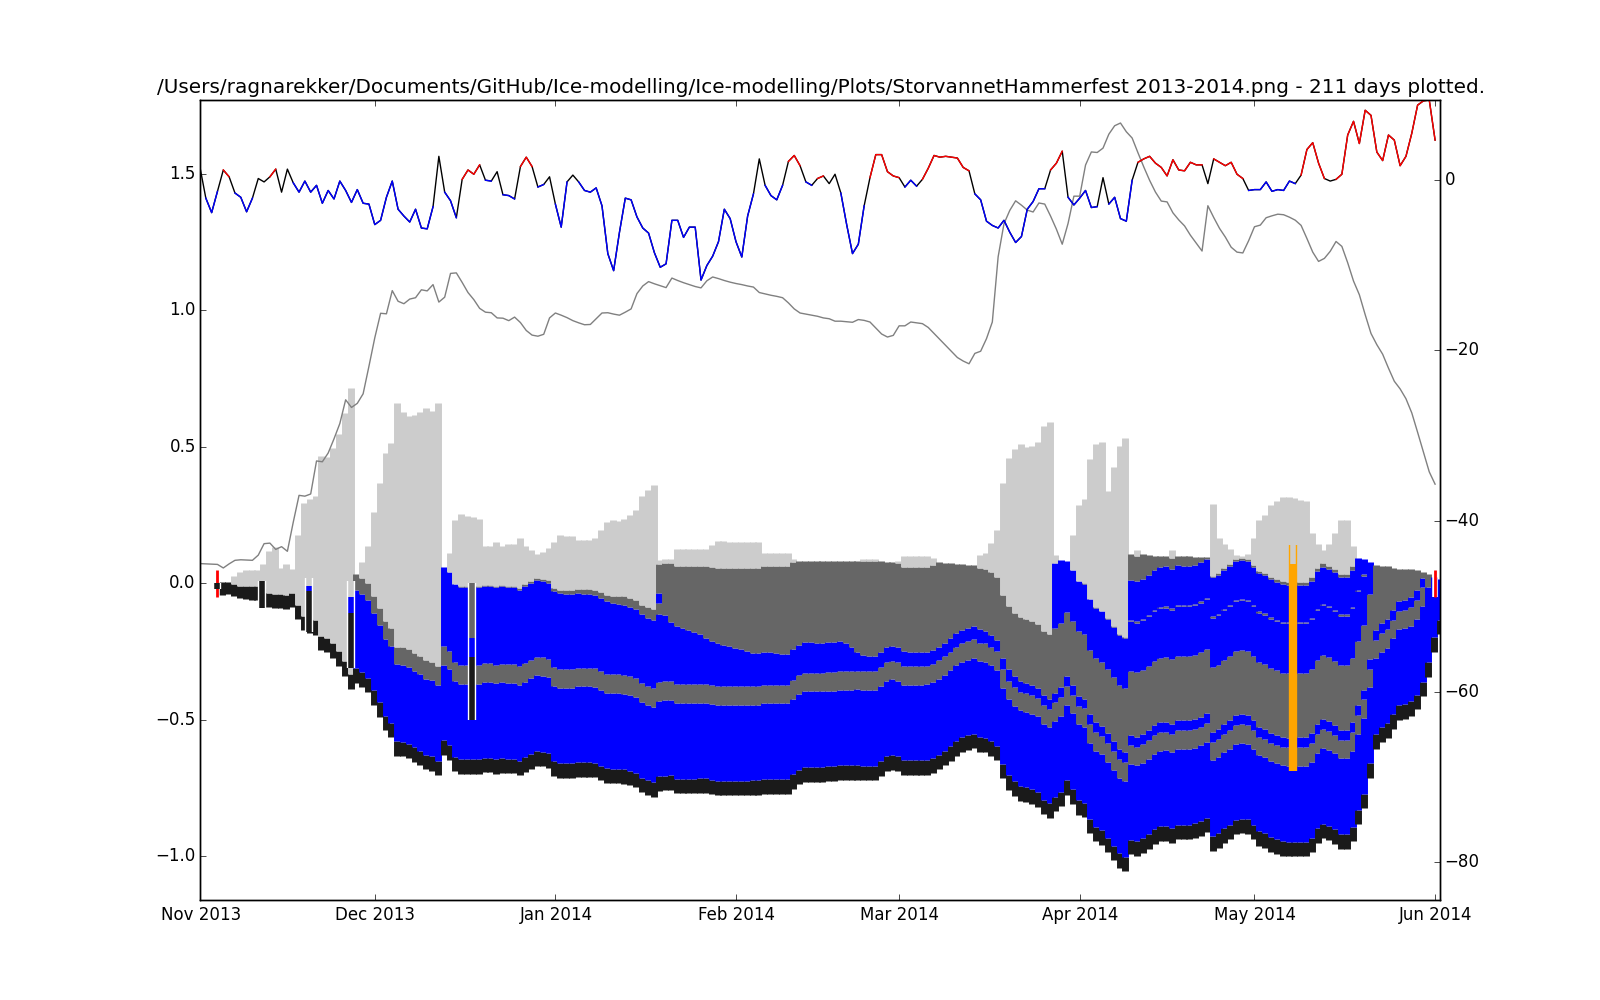 /Users/ragnarekker/Documents/GitHub/Ice-modelling/Ice-modelling/Plots/StorvannetHammerfest 2013-2014.png - 211 days plotted.
1.5
1.0
0.5
0.0
−0.5
−1.0
0
−20
−40
−60
−80
Nov 2013
Dec 2013
Jan 2014
Feb 2014
Mar 2014
Apr 2014
May 2014
Jun 2014